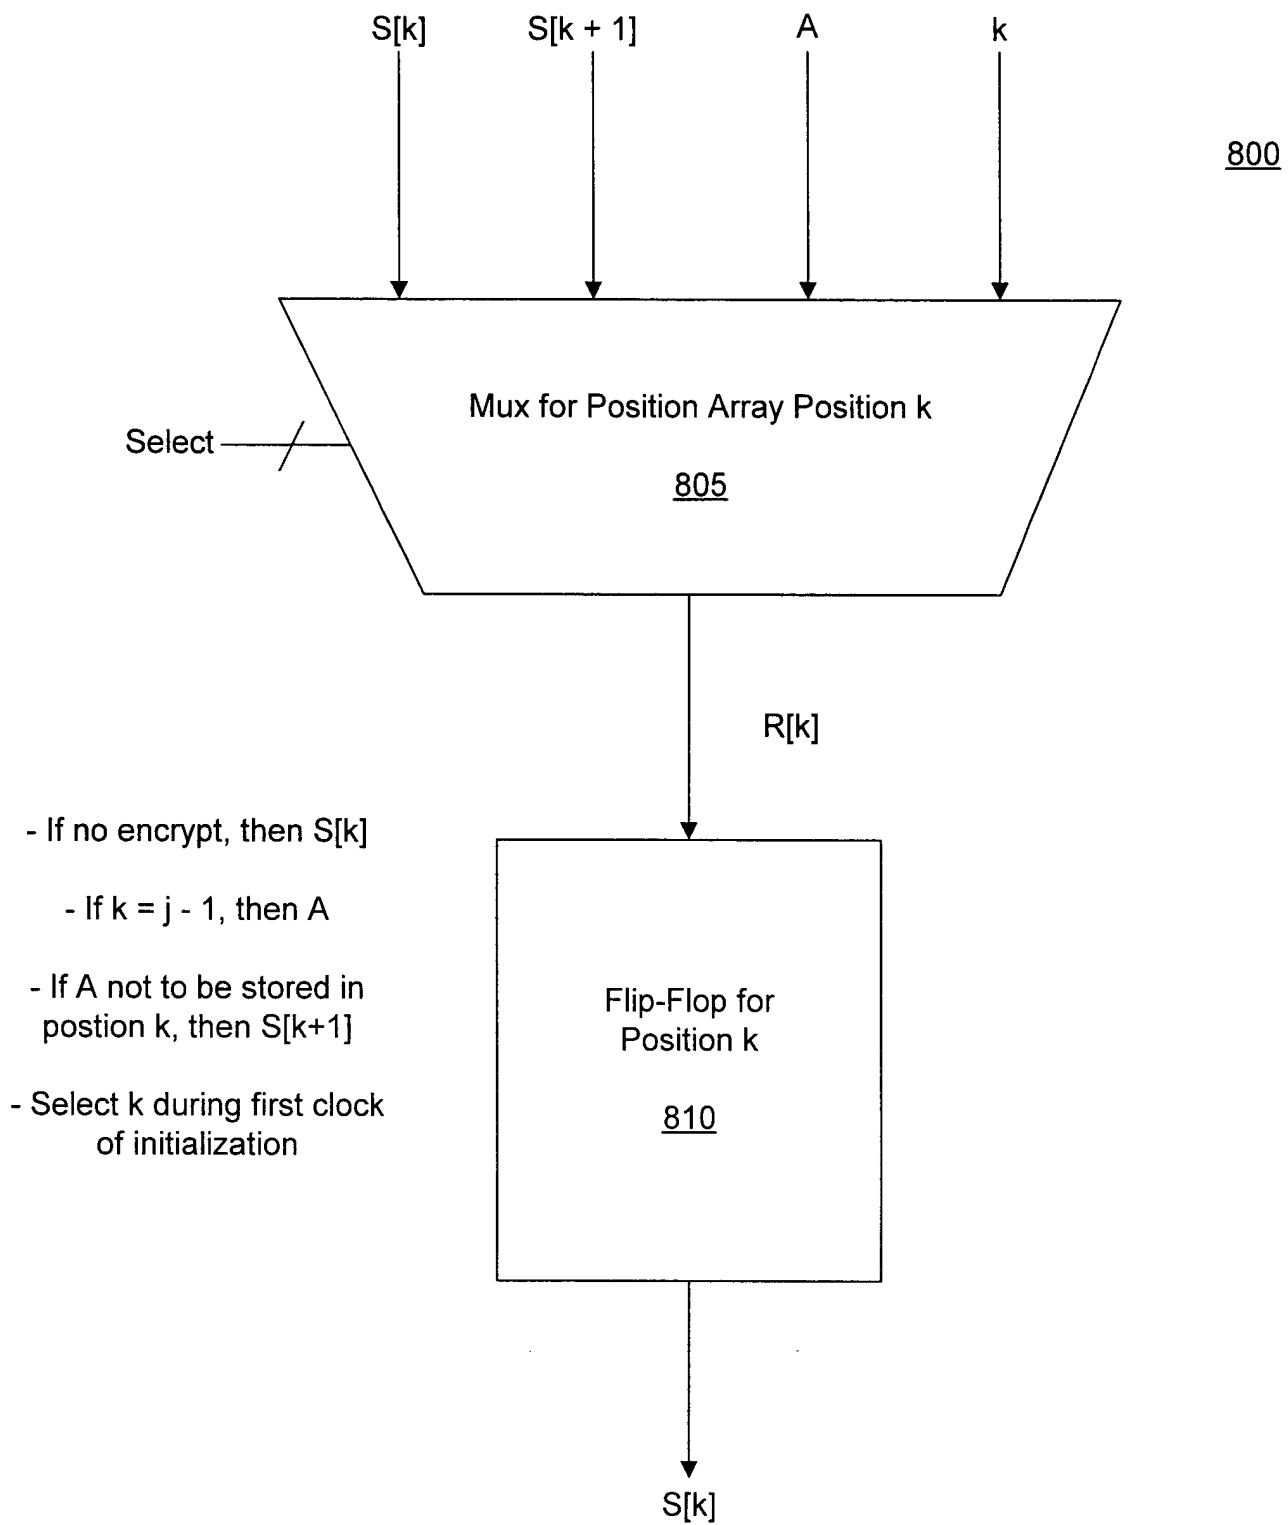 S[k]
S[k + 1]
A
k
800
Mux for Position Array Position k
Select
805
R[k]
- If no encrypt, then S[k]
- If k = j - 1, then A
- If A not to be stored in
postion k, then S[k+1]
- Select k during first clock
of initialization
Flip-Flop for
Position k
810
S[k]